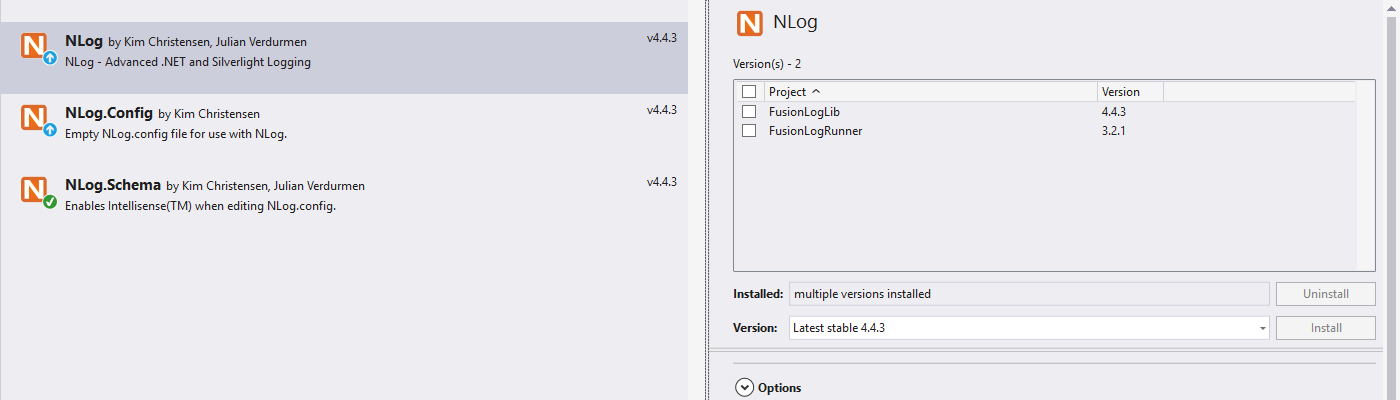 NLog by Kim Christensen, Julian Verdurmen v4.4.3
NLog - Advanced .NET and Silverlight Logging
NLog.Config by Kim Christensen v4.4.3
Empty NLog.config file for use with NLog.
NLog.Schema by Kim Christensen, Julian Verdurmen v4.4.3
Enables Intellisense(TM) when editing NLog.config.
NLog
Version(s) - 2
Project Version
FusionLogLib 4.4.3
FusionLogRunner 3.2.1
Installed: multiple versions installed Uninstall
Version: Latest stable 4.4.3 Install
Options